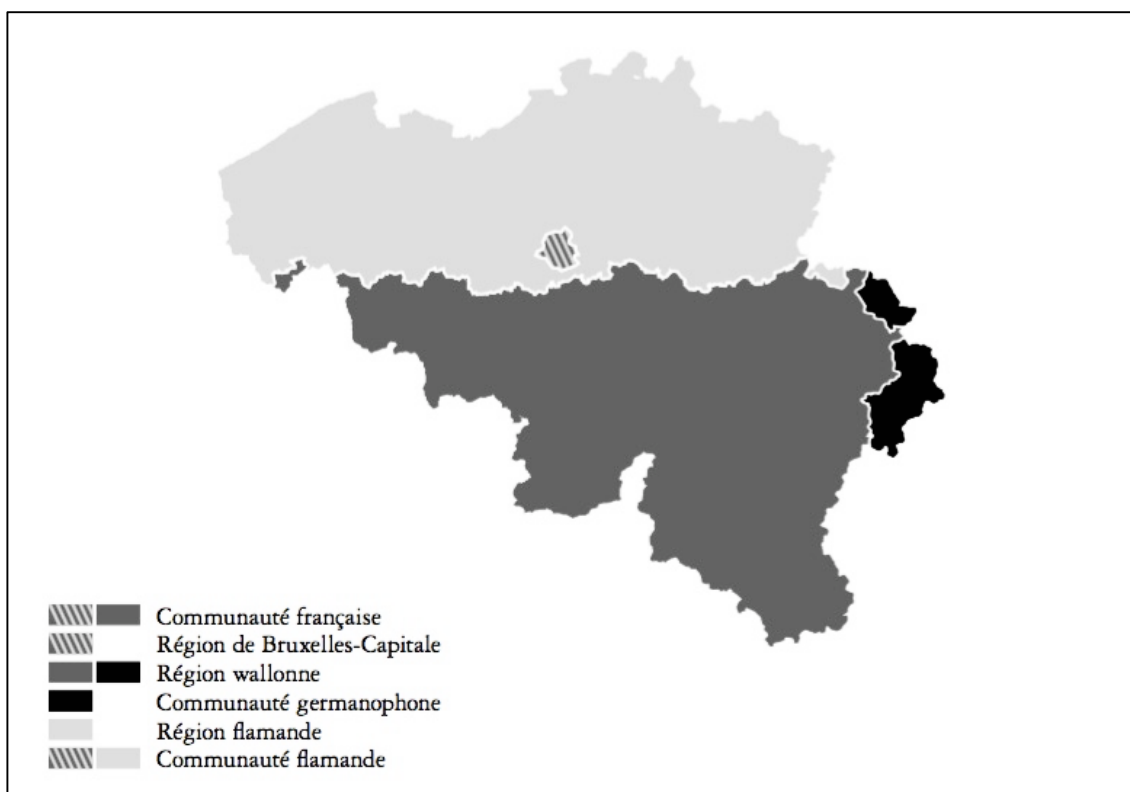 Communauté française
Région de Bruxelles-Capitale
Région wallonne
Communauté germanophone
Région flamande
Communauté flamande